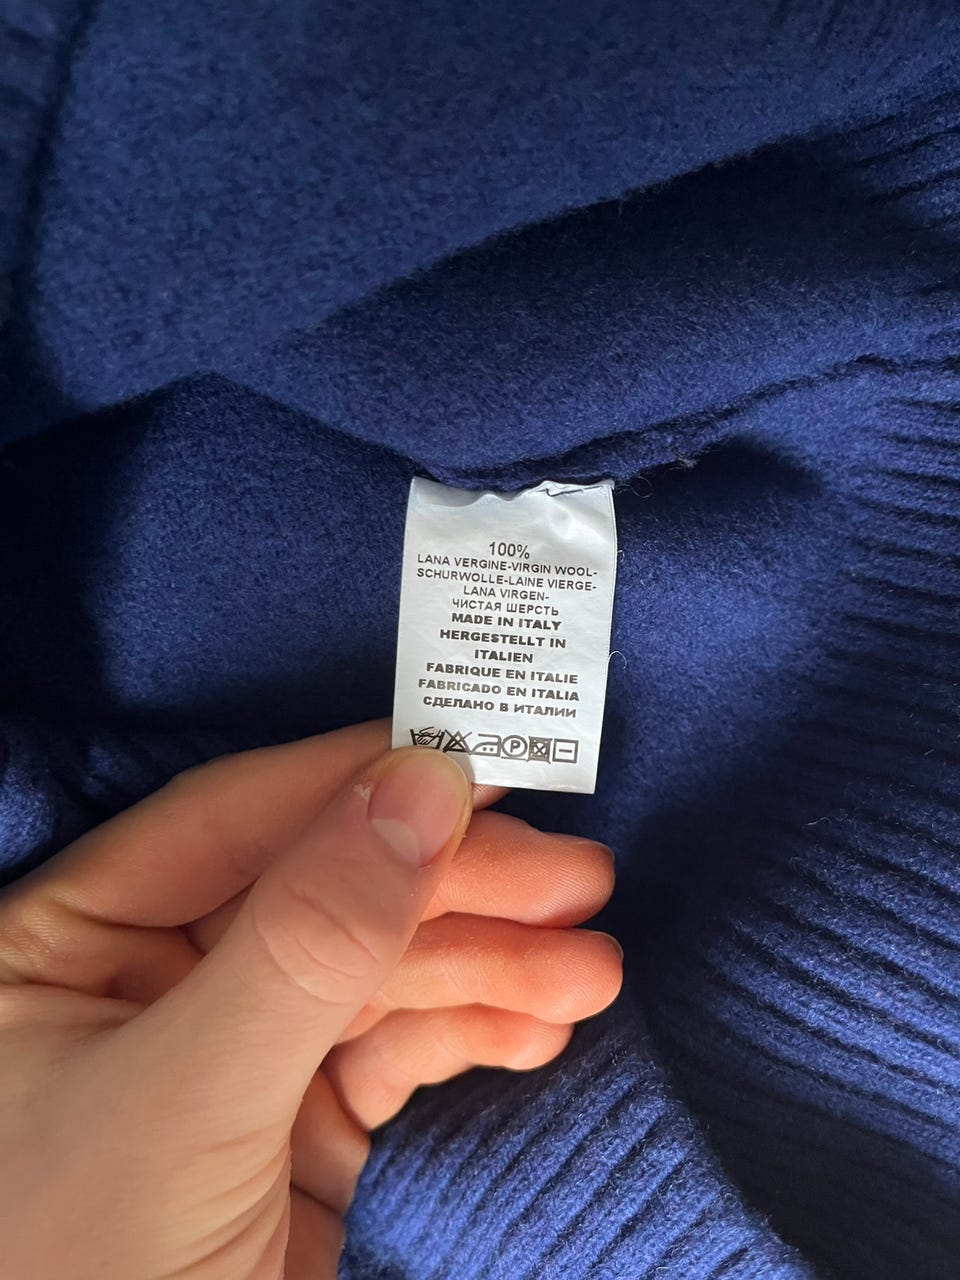 100%
LANA VERGINE-VIRGIN WOOL-
SCHURWOLLE-LAINE VIERGE-
LANA VIRGEN-
ЧИСТАЯ ШЕРСТЬ
MADE IN ITALY
HERGESTELLT IN
ITALIEN
FABRIQUE EN ITALIE
FABRICADO EN ITALIA
СДЕЛАНО В ИТАЛИИ
P